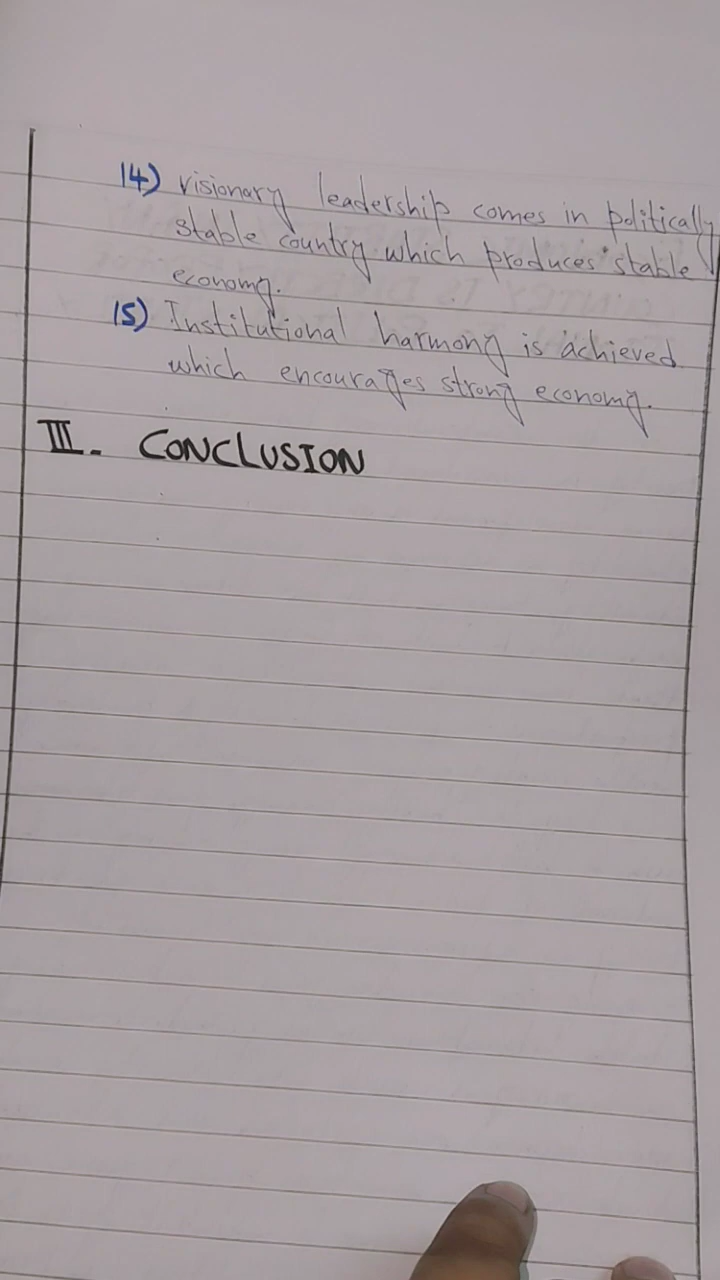 14) visionary leadership comes in politically
stable country which produces stable
economy.
15) Institutional harmony is achieved
which encourages strong economy.
III. CONCLUSION